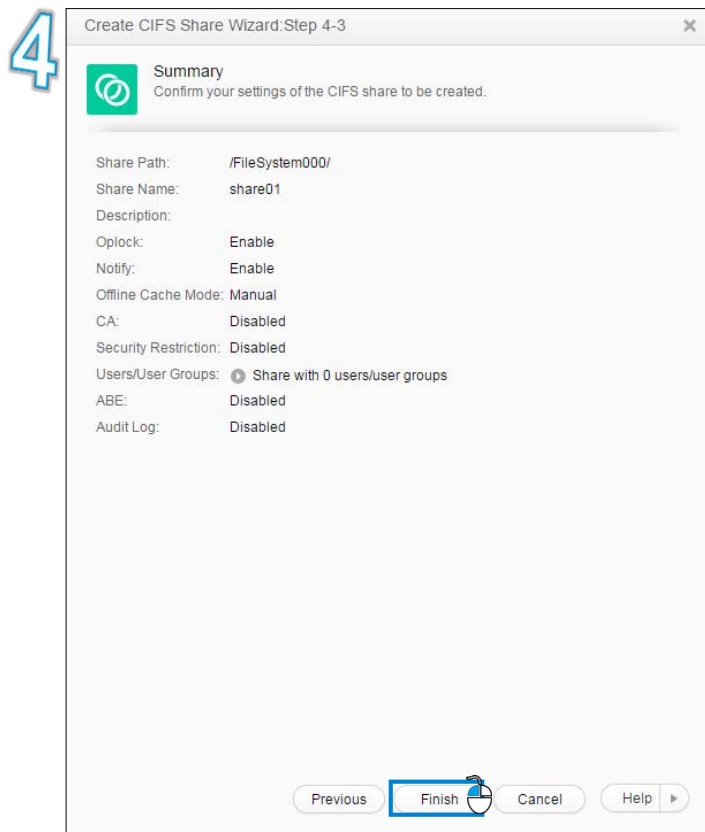 4
Create CIFS Share Wizard:Step 4-3
Summary
Confirm your settings of the CIFS share to be created.
Share Path: /FileSystem000/
Share Name: share01
Description:
Oplock: Enable
Notify: Enable
Offline Cache Mode: Manual
CA: Disabled
Security Restriction: Disabled
Users/User Groups: Share with 0 users/user groups
ABE: Disabled
Audit Log: Disabled
Previous Finish Cancel Help